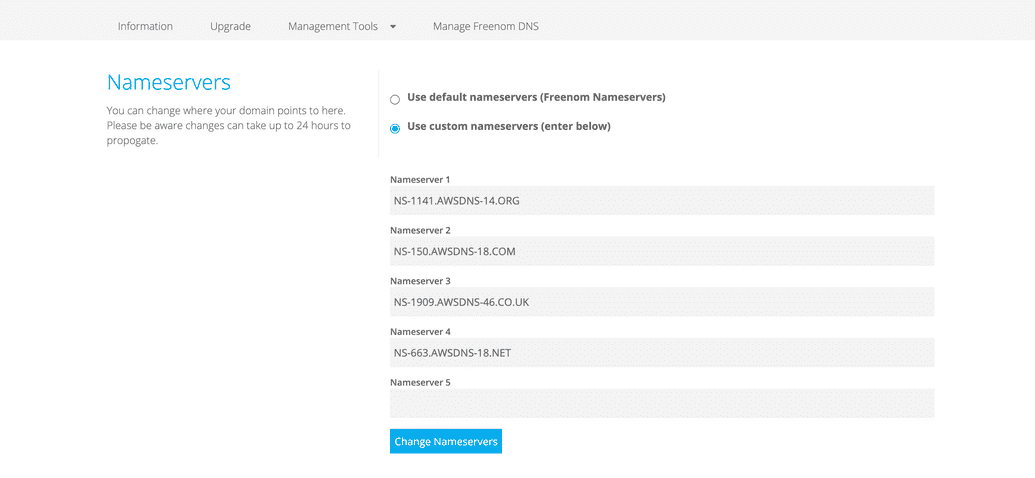 Information Upgrade Management Tools Manage Freenom DNS
Nameservers
You can change where your domain points to here.
Please be aware changes can take up to 24 hours to
propogate.
Use default nameservers (Freenom Nameservers)
Use custom nameservers (enter below)
Nameserver 1
NS-1141.AWSDNS-14.ORG
Nameserver 2
NS-150.AWSDNS-18.COM
Nameserver 3
NS-1909.AWSDNS-46.CO.UK
Nameserver 4
NS-663.AWSDNS-18.NET
Nameserver 5
Change Nameservers